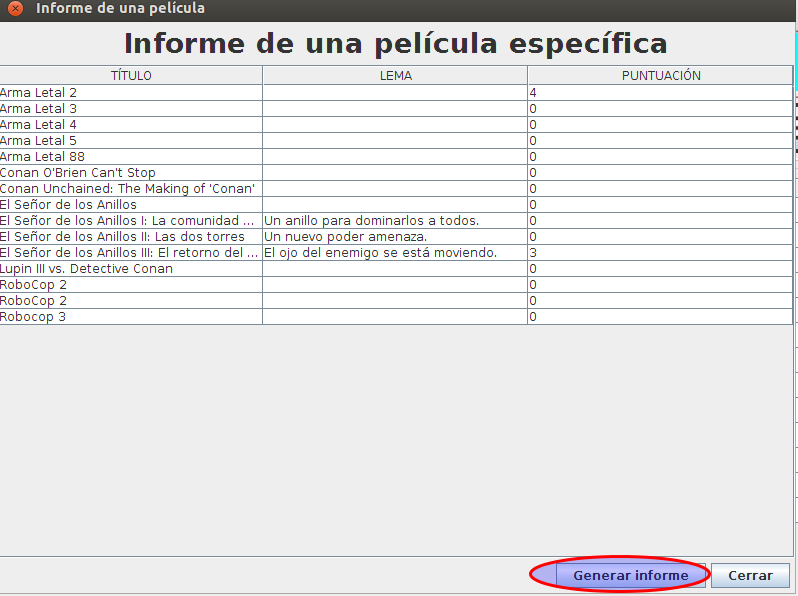 Informe de una película
Informe de una película específica
TÍTULO LEMA PUNTUACIÓN
Arma Letal 2 4
Arma Letal 3 0
Arma Letal 4 0
Arma Letal 5 0
Arma Letal 88 0
Conan O'Brien Can't Stop 0
Conan Unchained: The Making of 'Conan' 0
El Señor de los Anillos 0
El Señor de los Anillos I: La comunidad ... Un anillo para dominarlos a todos. 0
El Señor de los Anillos II: Las dos torres Un nuevo poder amenaza. 0
El Señor de los Anillos III: El retorno del ... El ojo del enemigo se está moviendo. 3
Lupin III vs. Detective Conan 0
RoboCop 2 0
RoboCop 2 0
Robocop 3 0
Generar informe Cerrar